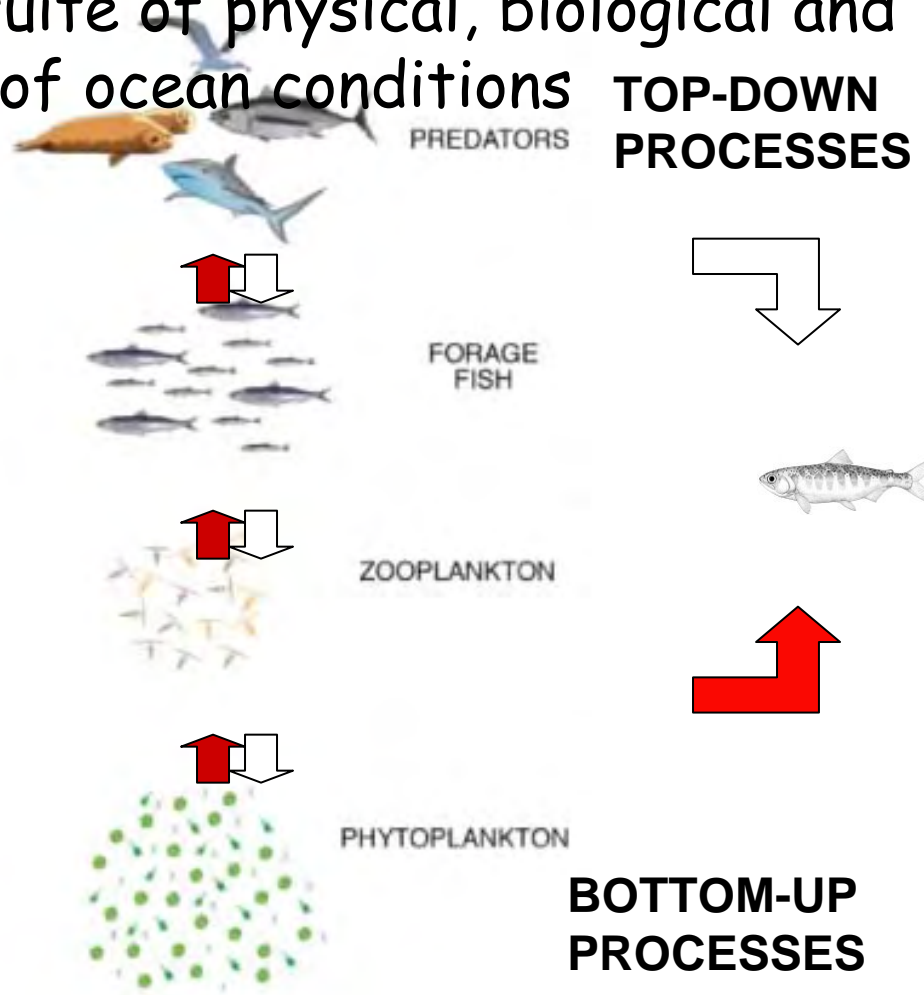 of physical, biological and
of ocean conditions
TOP-DOWN
PROCESSES
PREDATORS
FORAGE
FISH
ZOOPLANKTON
PHYTOPLANKTON
BOTTOM-UP
PROCESSES